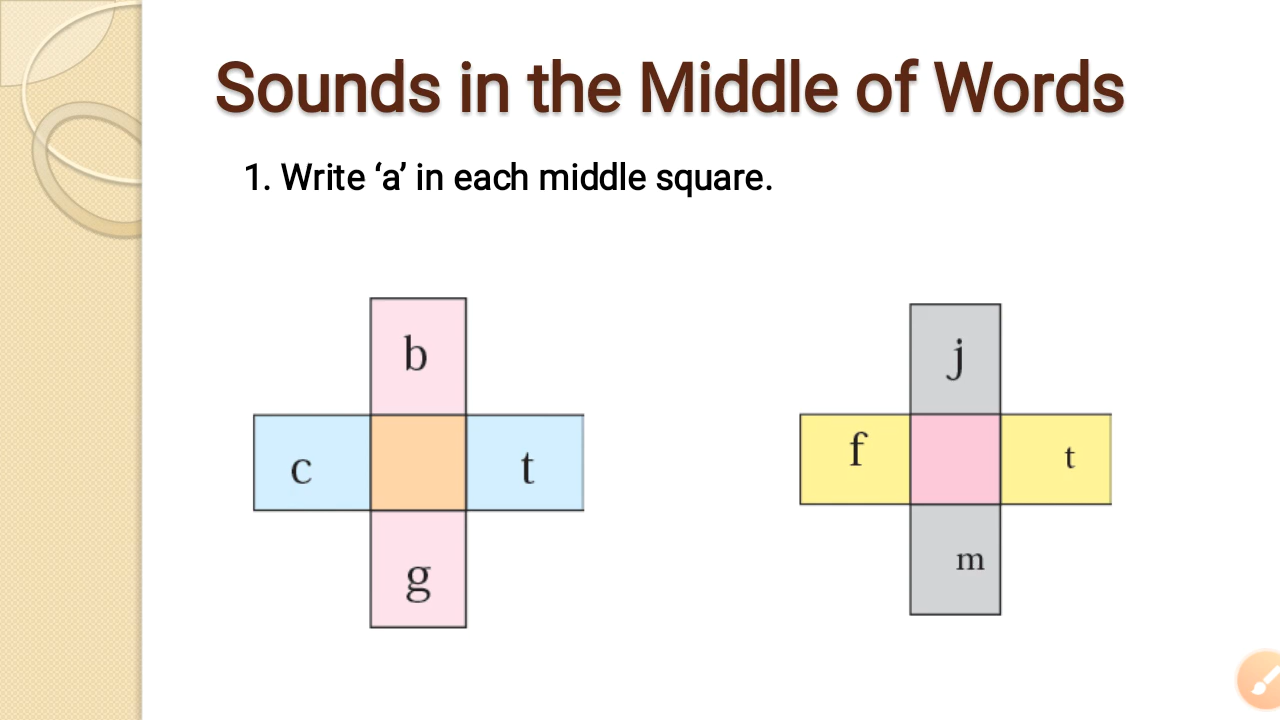 Sounds in the Middle of Words
1. Write ‘a’ in each middle square.
b
c t
g
j
f t
m